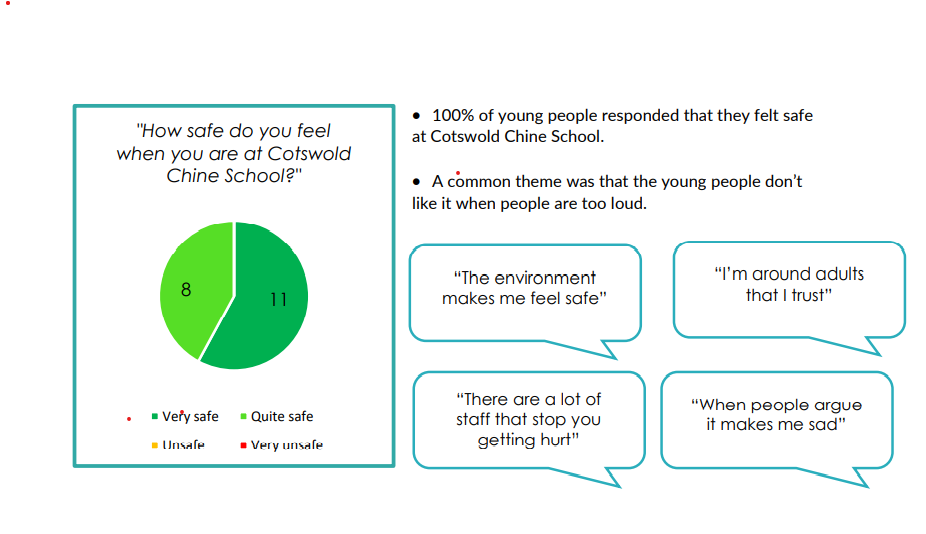 "How safe do you feel
when you are at Cotswold
Chine School?"
8
11
Very safe
Quite safe
Unsafe
Very unsafe
• 100% of young people responded that they felt safe
at Cotswold Chine School.
• A common theme was that the young people don’t
like it when people are too loud.
“The environment
makes me feel safe”
“I’m around adults
that I trust”
“There are a lot of
staff that stop you
getting hurt”
“When people argue
it makes me sad”